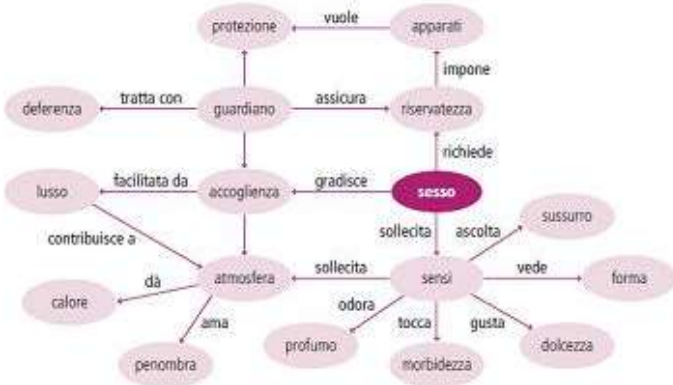 protezione
vuole
apparati
impone
deferenza
tratta con
guardiano
assicura
riservatezza
richiede
lusso
facilitata da
accoglienza
gradisce
sesso
sussurro
contribuisce a
sollecita
ascolta
atmosfera
sollecita
sensi
vede
forma
calore
dà
odora
ama
tocca
gusta
penombra
profumo
morbidezza
dolcezza